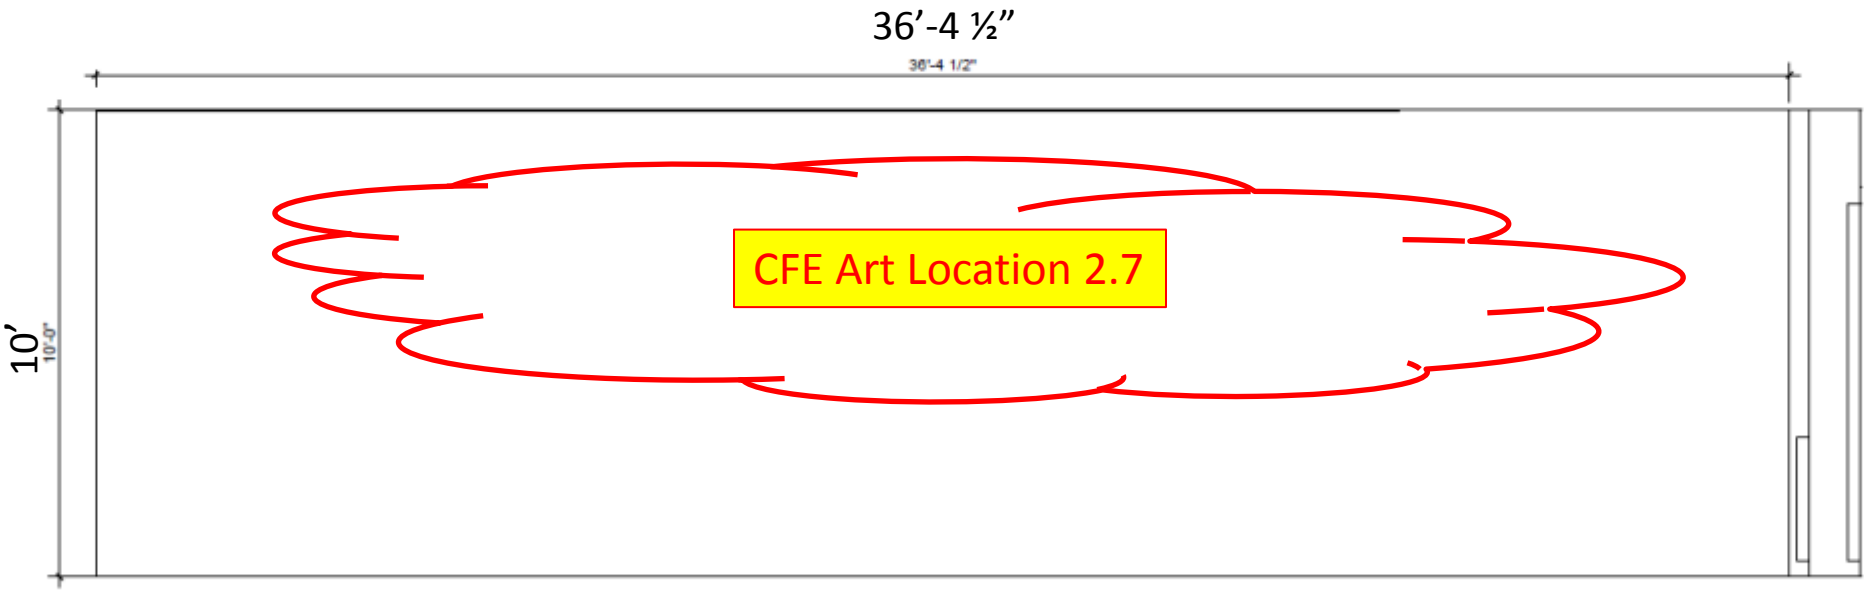 36’-4 ½”
36'-4 1/2"
CFE Art Location 2.7
10’
10'-0"